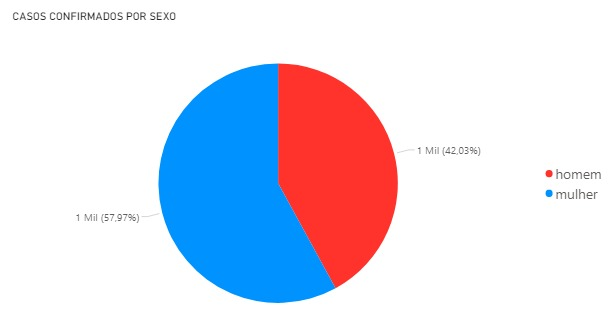 CASOS CONFIRMADOS POR SEXO
1 Mil (42,03%)
homem
mulher
1 Mil (57,97%)